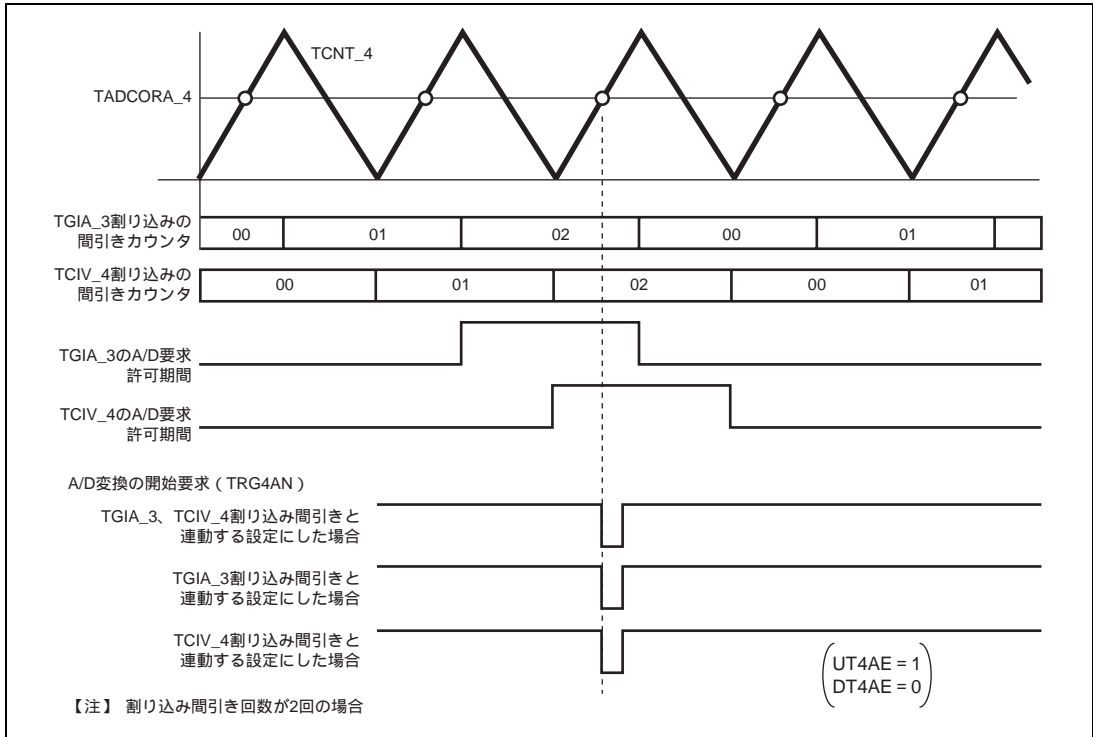 TCNT_4
TADCORA_4
TGIA_3割り込みの
間引きカウンタ
00 01 02 00 01
TCIV_4割り込みの
間引きカウンタ
00 01 02 00 01
TGIA_3のA/D要求
許可期間
TCIV_4のA/D要求
許可期間
A/D変換の開始要求（TRG4AN）
TGIA_3、TCIV_4割り込み間引きと
連動する設定にした場合
TGIA_3割り込み間引きと
連動する設定にした場合
TCIV_4割り込み間引きと
連動する設定にした場合
UT4AE = 1
DT4AE = 0
【注】 割り込み間引き回数が2回の場合